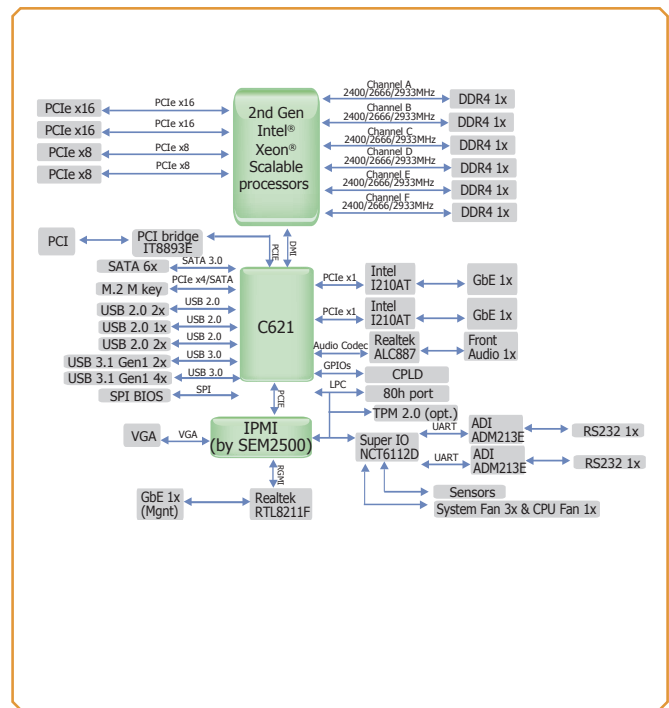 PCIe x16
PCIe x16
PCIe x16
PCIe x16
PCIe x8
PCIe x8
PCIe x8
PCIe x8
2nd Gen
Intel®
Xeon®
Scalable
processors
Channel A
2400/2666/2933MHz
DDR4 1x
Channel B
2400/2666/2933MHz
DDR4 1x
Channel C
2400/2666/2933MHz
DDR4 1x
Channel D
2400/2666/2933MHz
DDR4 1x
Channel E
2400/2666/2933MHz
DDR4 1x
Channel F
2400/2666/2933MHz
DDR4 1x
PCI
PCI bridge
IT8893E
PCIE
DMI
SATA 6x
SATA 3.0
M.2 M key
PCIe x4/SATA
USB 2.0 2x
USB 2.0
USB 2.0 1x
USB 2.0
USB 2.0 2x
USB 2.0
USB 3.1 Gen1 2x
USB 3.0
USB 3.1 Gen1 4x
USB 3.0
SPI BIOS
SPI
C621
PCIe x1
Intel
I210AT
GbE 1x
PCIe x1
Intel
I210AT
GbE 1x
Audio Codec
Realtek
ALC887
Front
Audio 1x
GPIOs
CPLD
LPC
80h port
TPM 2.0 (opt.)
PCIE
VGA
VGA
IPMI
(by SEM2500)
Super IO
NCT6112D
UART
ADI
ADM213E
RS232 1x
UART
ADI
ADM213E
RS232 1x
RGMI
GbE 1x
(Mgnt)
Realtek
RTL8211F
Sensors
System Fan 3x & CPU Fan 1x